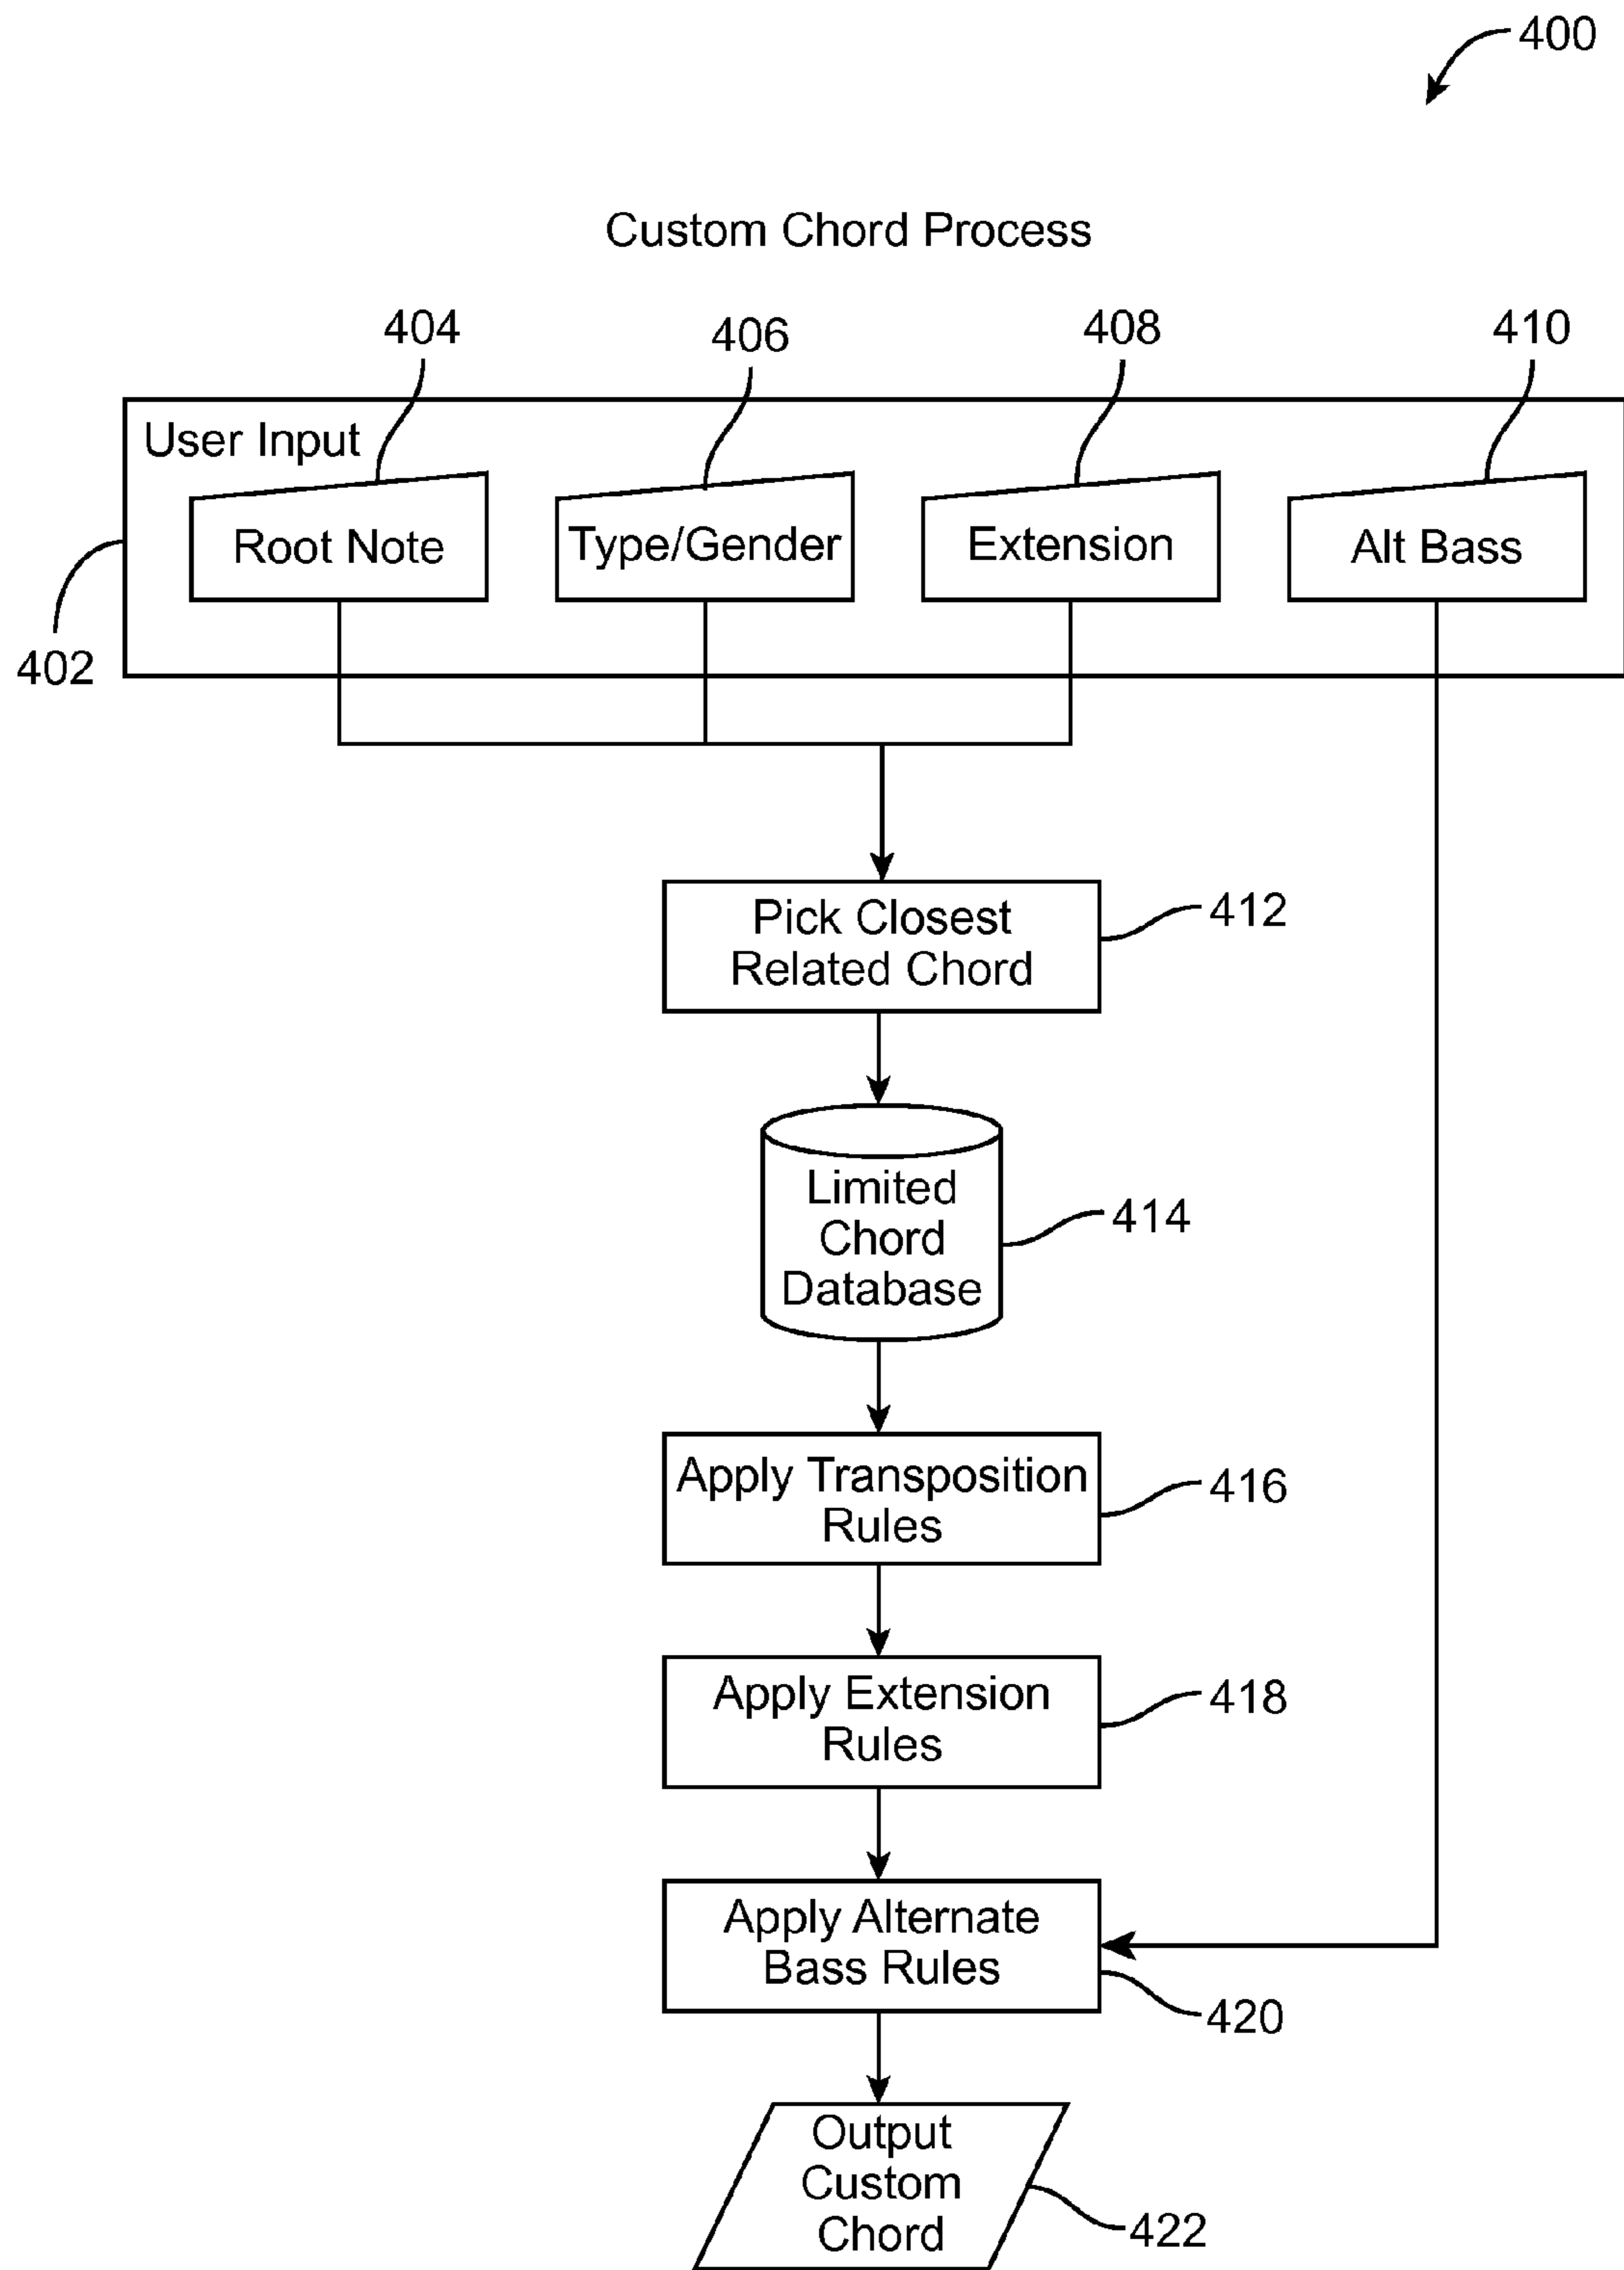 400
Custom Chord Process
404
406
408
410
User Input
Root Note
Type/Gender
Extension
Alt Bass
402
Pick Closest
Related Chord
412
Limited
Chord
Database
414
Apply Transposition
Rules
416
Apply Extension
Rules
418
Apply Alternate
Bass Rules
420
Output
Custom
Chord
422